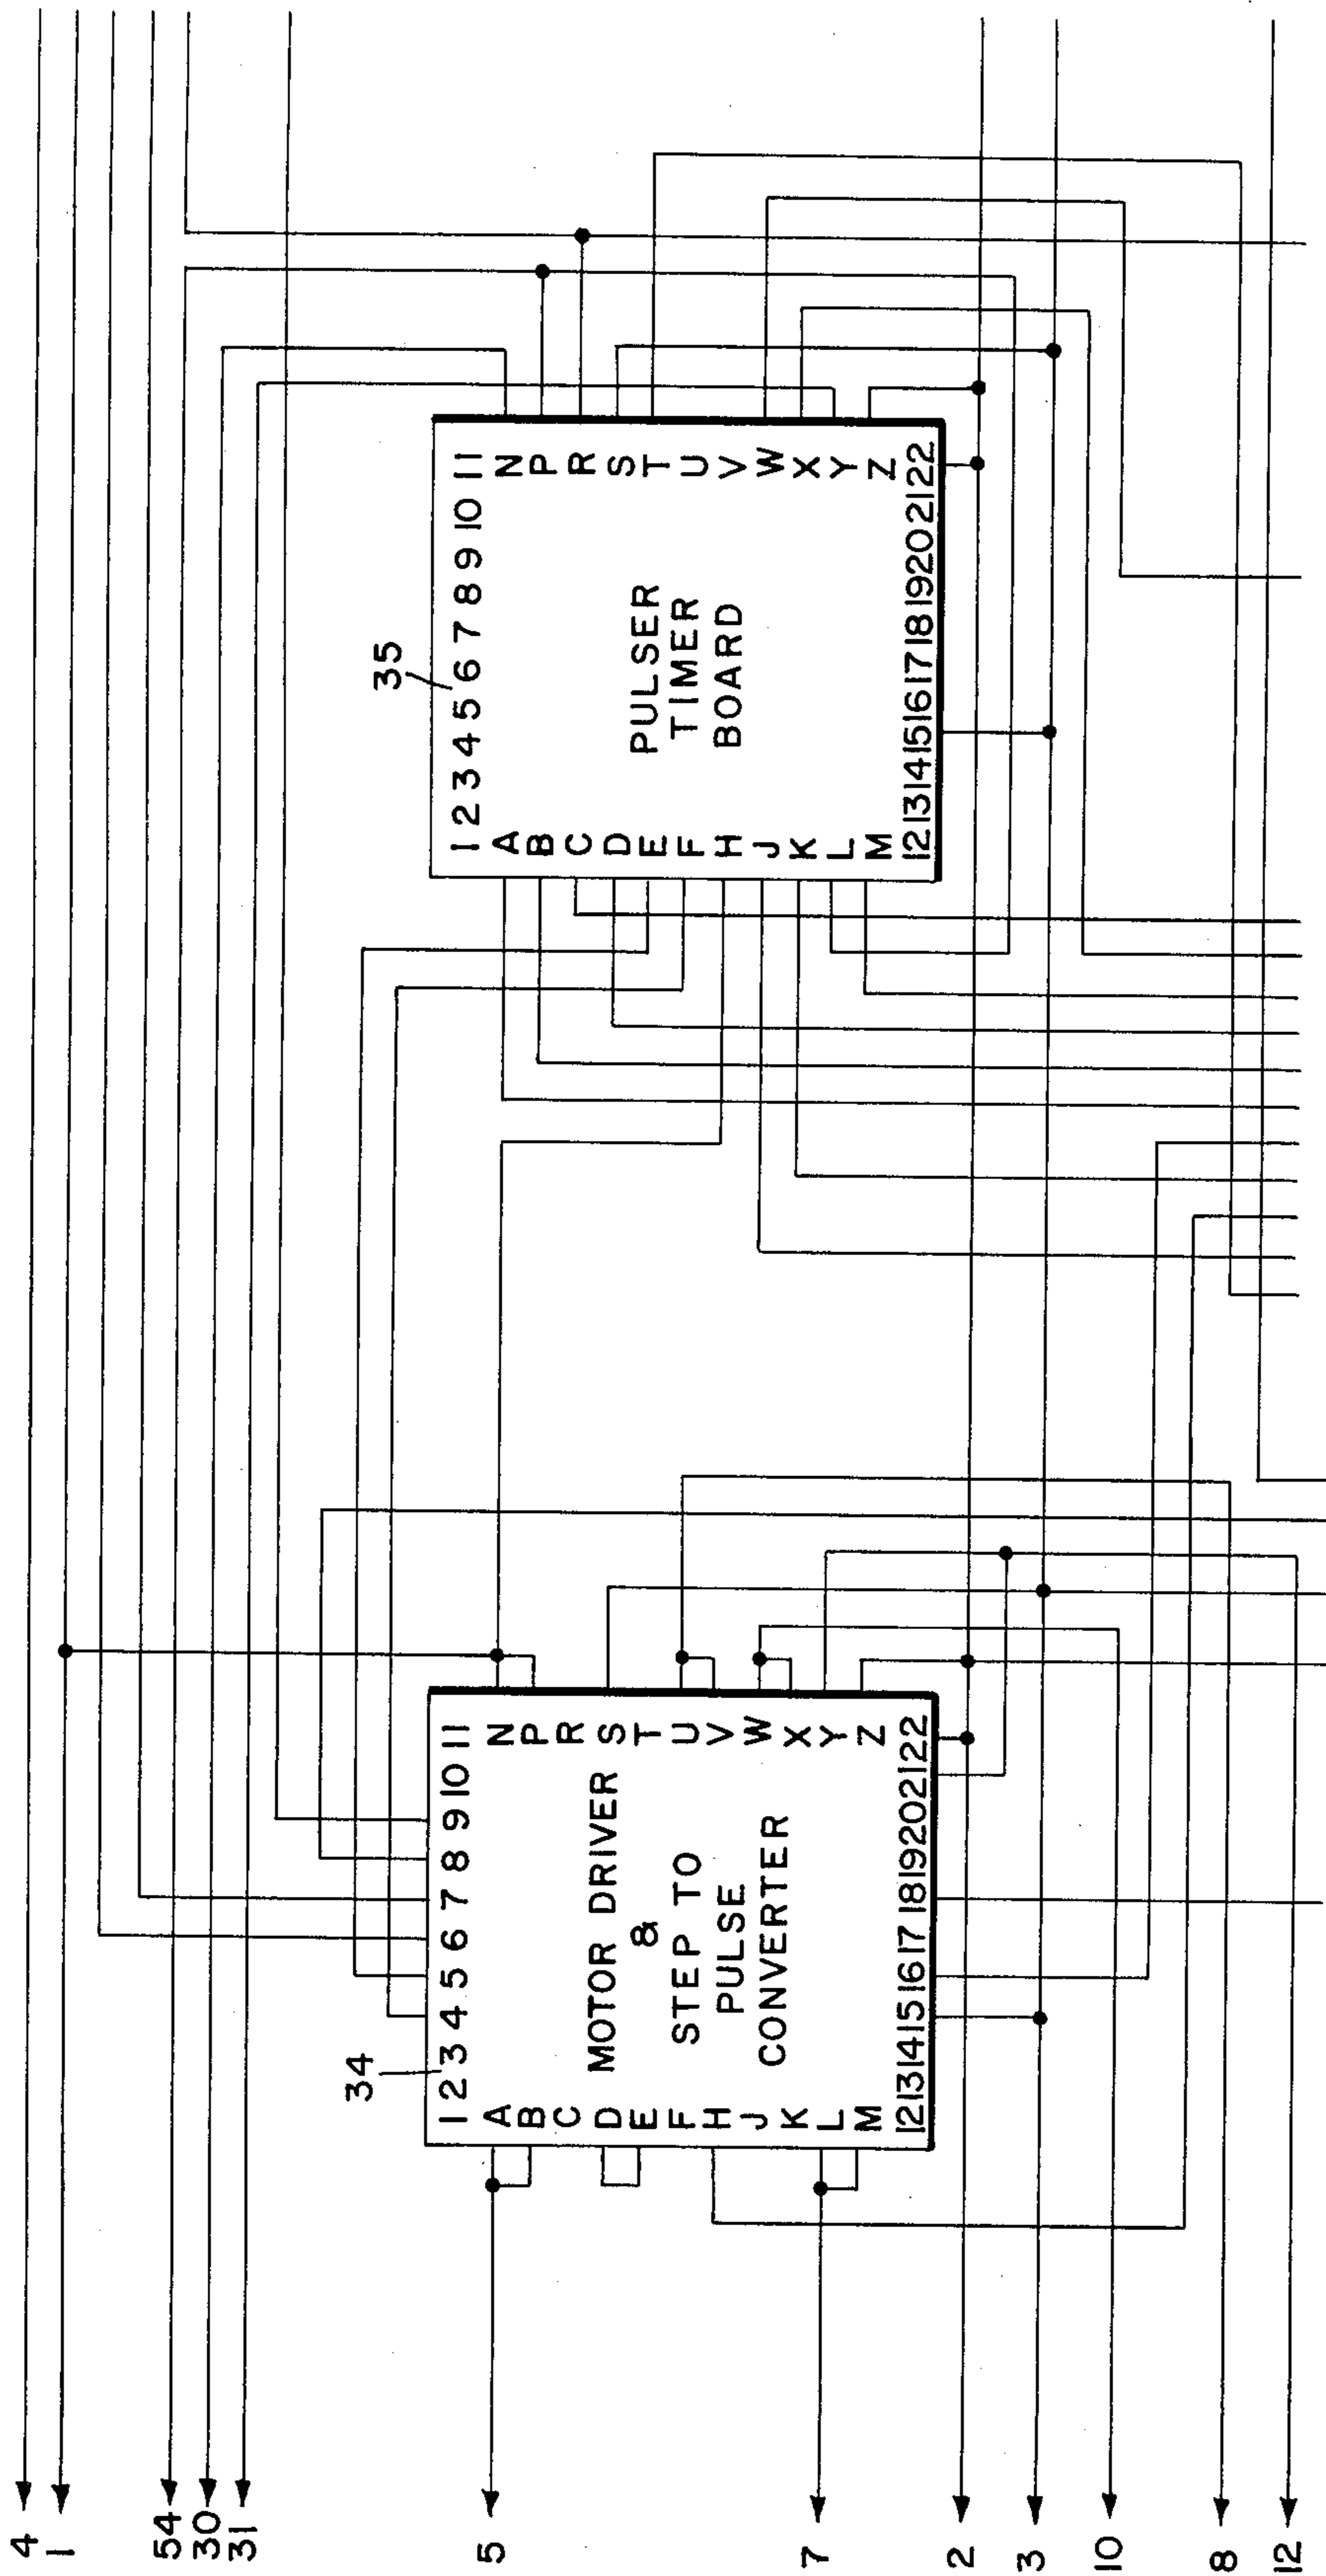 4
1
54
30
31
5
7
2
3
10
8
12
34
1 2 3 4 5 6 7 8 9 10 11
A B C D E F H J K L M
MOTOR DRIVER
&
STEP TO
PULSE
CONVERTER
N P R S T U V W X Y Z
12 13 14 15 16 17 18 19 20 21 22
35
1 2 3 4 5 6 7 8 9 10 11
A B C D E F H J K L M
PULSER
TIMER
BOARD
N P R S T U V W X Y Z
12 13 14 15 16 17 18 19 20 21 22